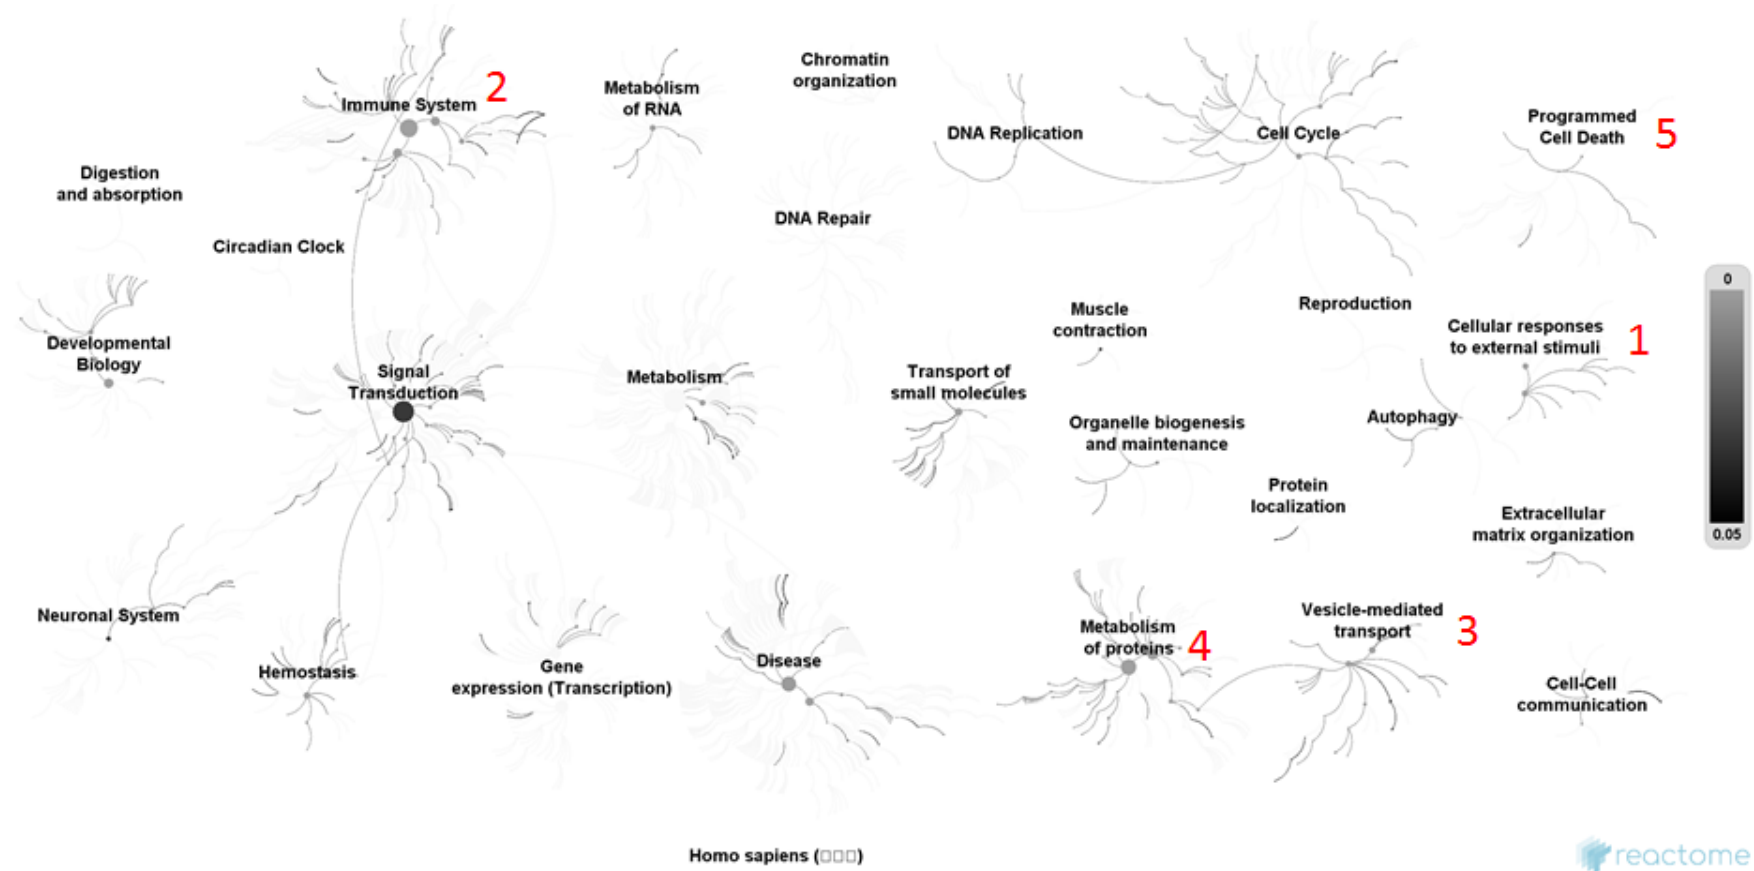 Chromatin
organization
Immune System 2
Metabolism
of RNA
DNA Replication
Cell Cycle
Programmed
Cell Death 5
Digestion
and absorption
DNA Repair
Circadian Clock
0
Muscle
contraction
Reproduction
Cellular responses
to external stimuli 1
Developmental
Biology
Signal
Transduction
Metabolism
Transport of
small molecules
Organelle biogenesis
and maintenance
Autophagy
Protein
localization
Extracellular
matrix organization
0.05
Neuronal System
Hemostasis
Gene
expression (Transcription)
Disease
Metabolism
of proteins 4
Vesicle-mediated
transport 3
Cell-Cell
communication
Homo sapiens (□□□)
reactome